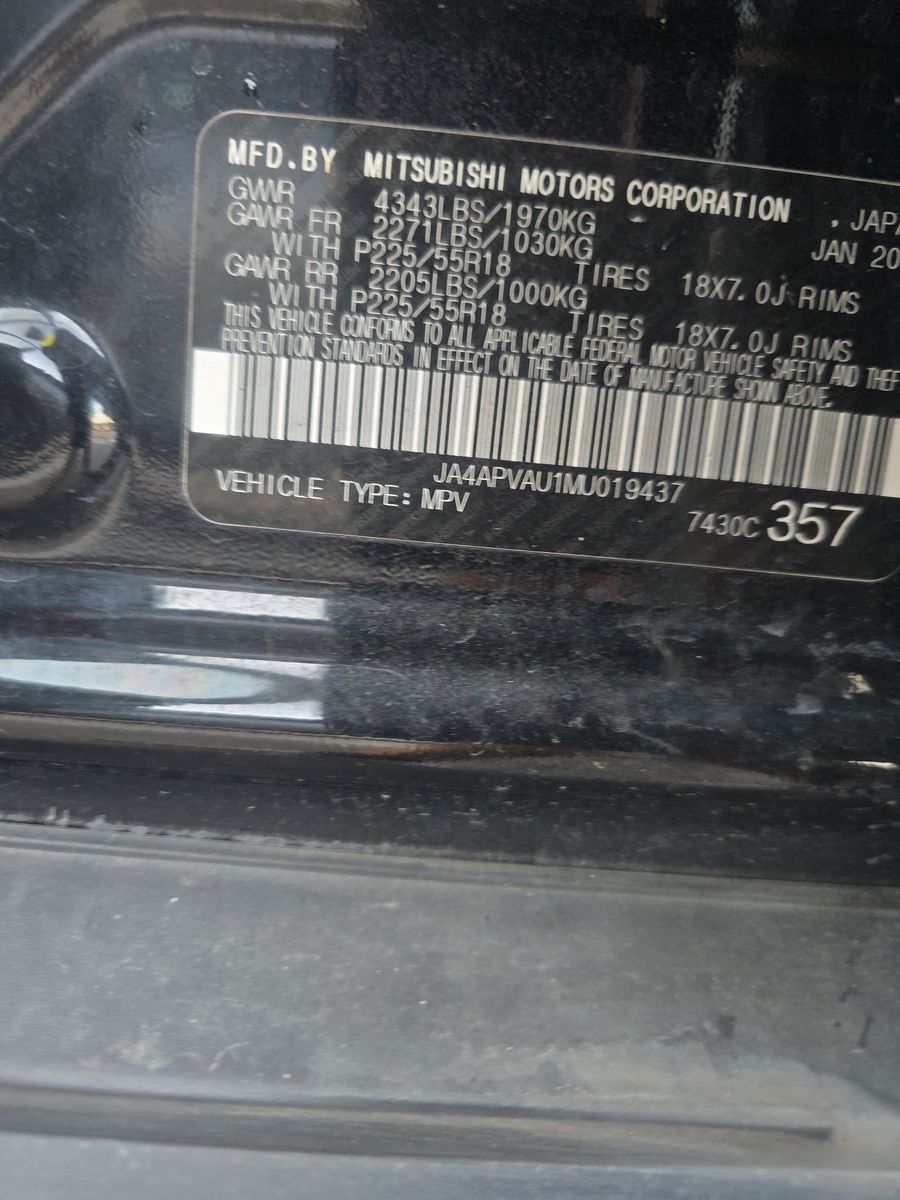 MFD.BY MITSUBISHI MOTORS CORPORATION
GVWR 4343LBS/1970KG
GAWR FR 2271LBS/1030KG
WITH P225/55R18 TIRES 18X7.0J RIMS
GAWR RR 2205LBS/1000KG
WITH P225/55R18 TIRES 18X7.0J RIMS
THIS VEHICLE CONFORMS TO ALL APPLICABLE FEDERAL MOTOR VEHICLE SAFETY AND
PREVENTION STANDARDS IN EFFECT ON THE DATE OF MANUFACTURE SHOWN ABOVE.
JA4APVAU1MU019437
VEHICLE TYPE: MPV
7430C 357